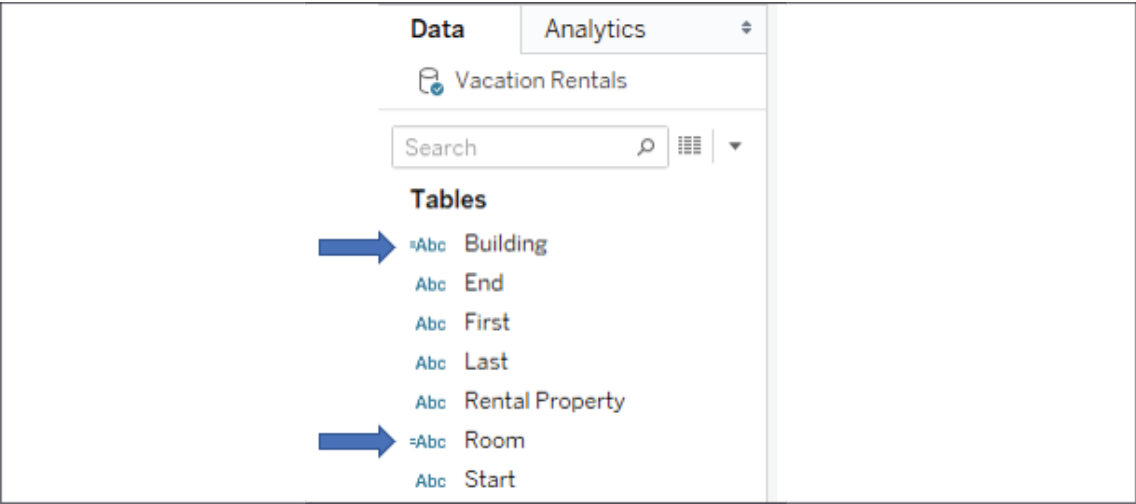 Data Analytics
Vacation Rentals
Search
Tables
=Abc Building
Abc End
Abc First
Abc Last
Abc Rental Property
=Abc Room
Abc Start